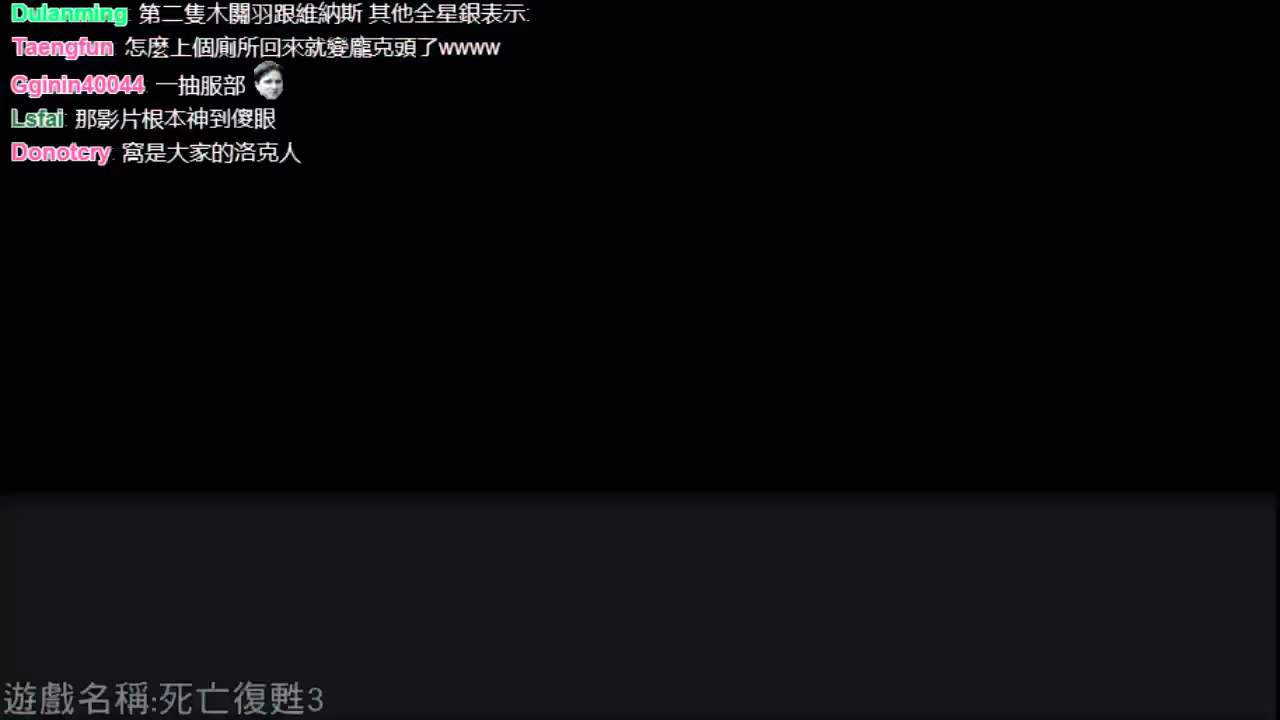 Dulanming: 第二隻木關羽跟維納斯 其他全星銀表示:
Taengfun: 怎麼上個廁所回來就變龐克頭了wwww
Gginin40044: 一抽服部
Lsfai: 那影片根本神到傻眼
Donotcry: 窩是大家的洛克人
遊戲名稱:死亡復甦3